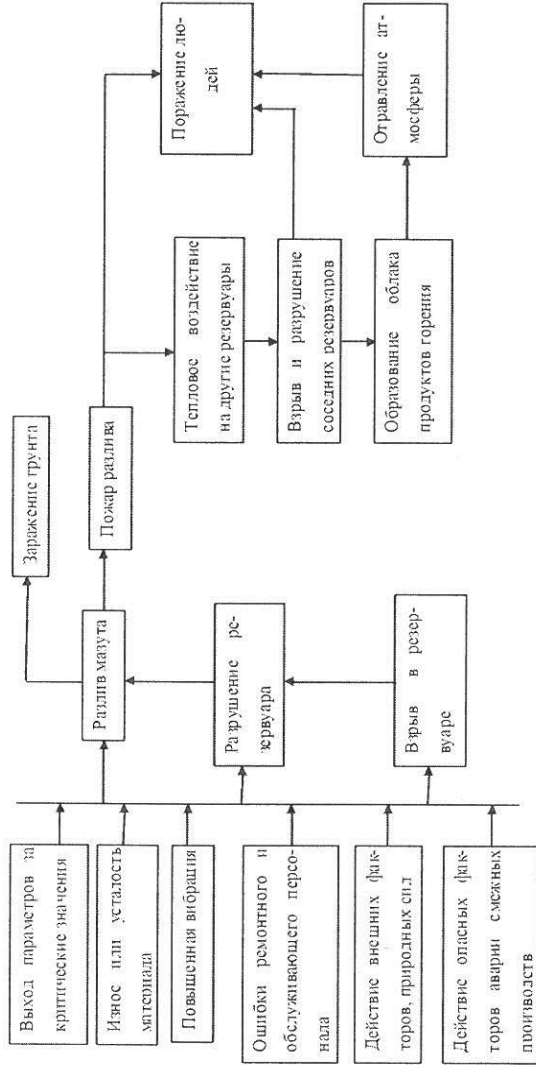 Выход параметров за
критические значения
Износ или усталость
материала
Повышенная вибрация
Ошибки ремонтного и
обслуживающего персо-
нала
Действие внешних фак-
торов, природных сил
Действие опасных фак-
торов аварии смежных
производств
Разлив мазута
Разрушение ре-
зервуара
Взрыв в резер-
вуаре
Заражение грунта
Пожар разлива
Тепловое воздействие
на другие резервуары
Взрыв и разрушение
соседних резервуаров
Образование облака
продуктов горения
Поражение лю-
дей
Отравление ат-
мосферы